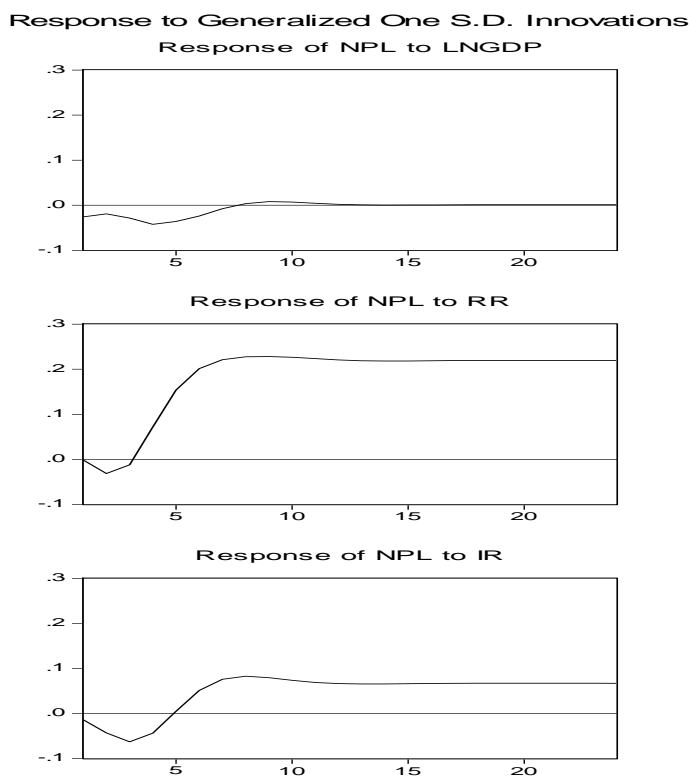 Response to Generalized One S.D. Innovations
Response of NPL to LNGDP
.3
.2
.1
.0
-.1
5 10 15 20
Response of NPL to RR
.3
.2
.1
.0
-.1
5 10 15 20
Response of NPL to IR
.3
.2
.1
.0
-.1
5 10 15 20